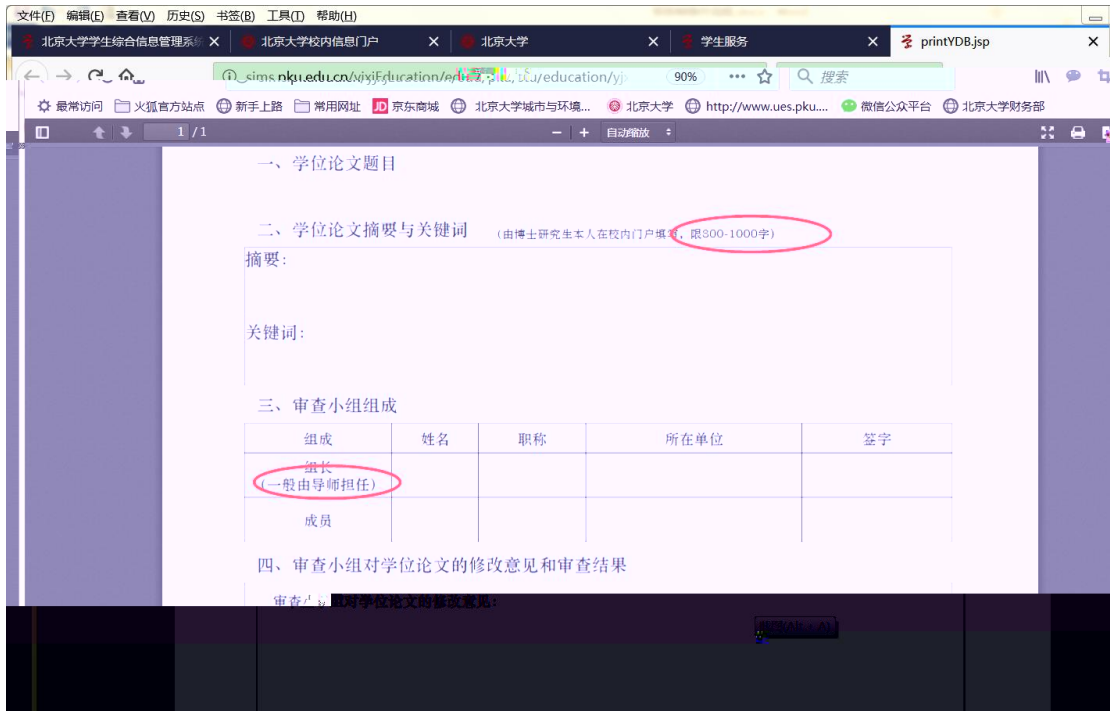 文件(F) 编辑(E) 查看(V) 历史(S) 书签(B) 工具(T) 帮助(H)
北京大学学生综合信息管理系统 北京大学校内信息门户 北京大学 学生服务 printYDB.jsp
sims.pku.edu.cn 90% 搜索
最常访问 火狐官方站点 新手上路 常用网址 JD 京东商城 北京大学城市与环境... 北京大学 http://www.ues.pku.... 微信公众平台 北京大学财务部
1 / 1 自动缩放
一、学位论文题目
二、学位论文摘要与关键词 (由博士研究生本人在校内门户填写，限800-1000字)
摘要:
关键词:
三、审查小组组成
组成 姓名 职称 所在单位 签字
组长
(一般由导师担任)
成员
四、审查小组对学位论文的修改意见和审查结果
审查小组对学位论文的修改意见: